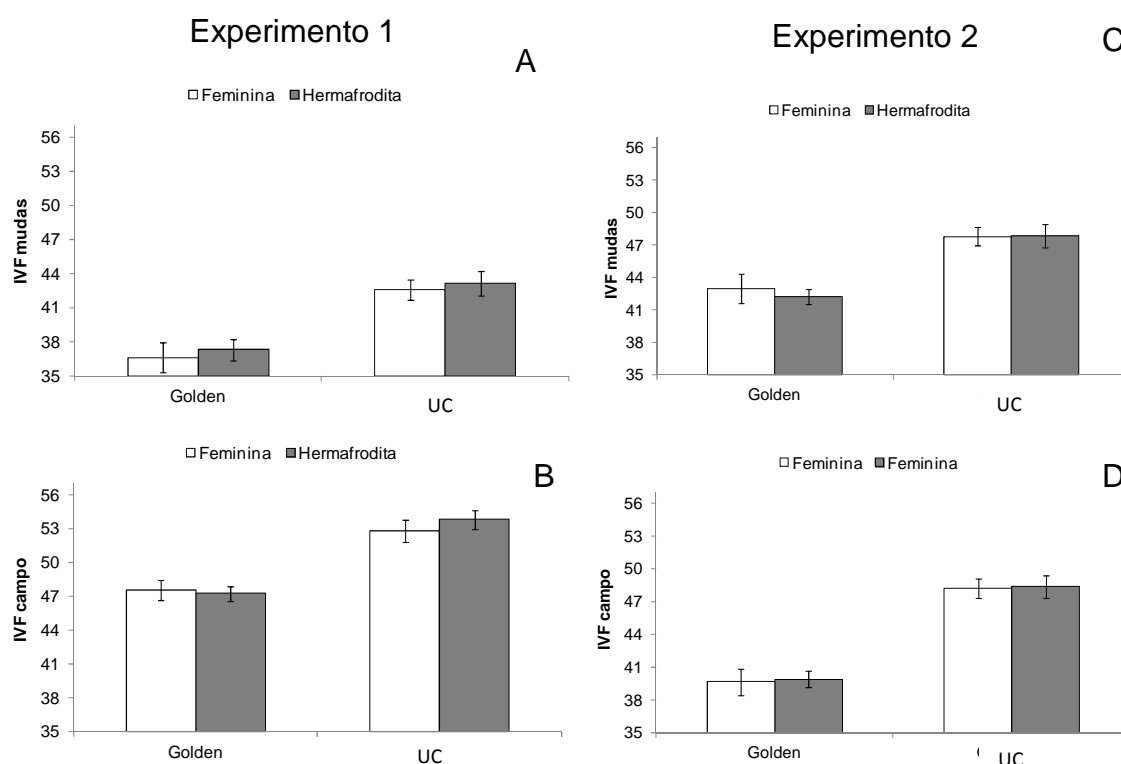 Experimento 1
A
Feminina Hermafrodita
IVF mudas
56
53
50
47
44
41
38
35
Golden UC
Experimento 2
C
Feminina Hermafrodita
IVF mudas
56
53
50
47
44
41
38
35
Golden UC
Feminina Hermafrodita
B
IVF campo
56
53
50
47
44
41
38
35
Golden UC
Feminina Feminina
D
IVF campo
56
53
50
47
44
41
38
35
Golden UC